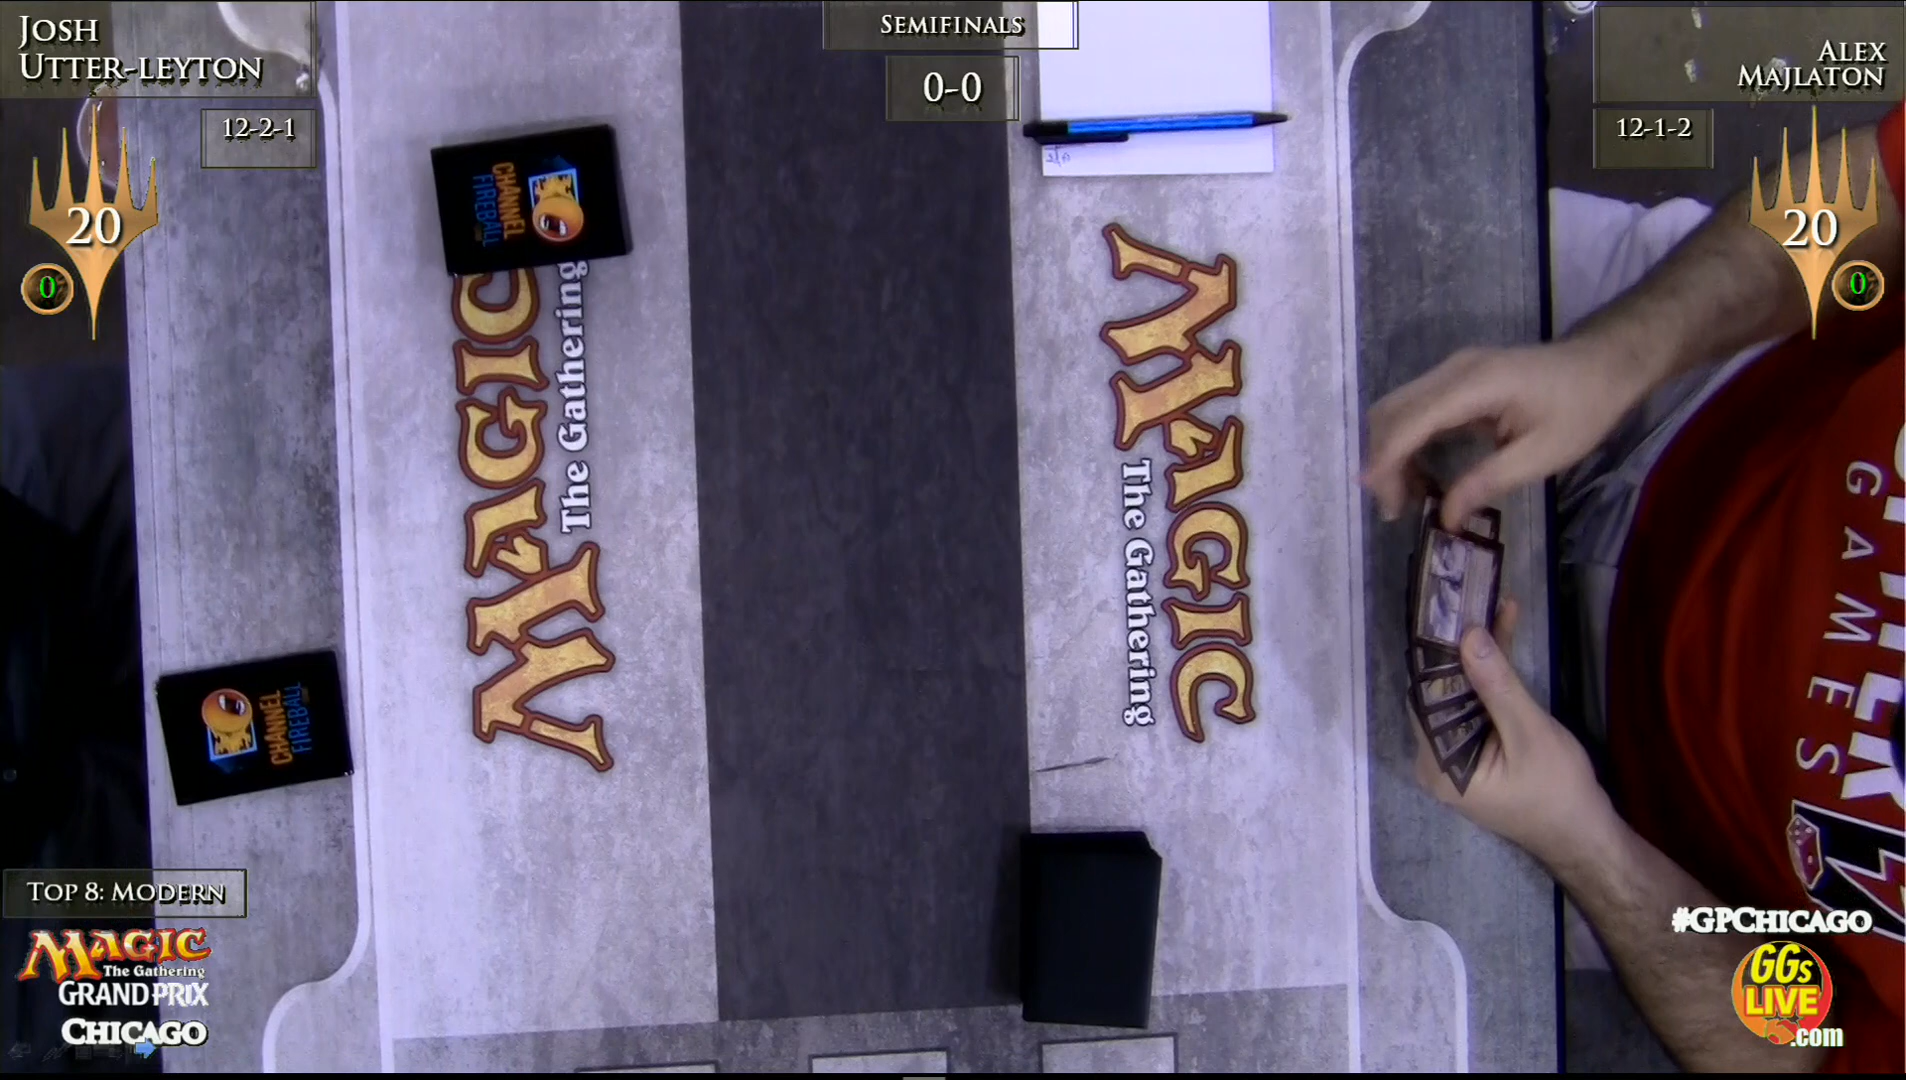 Josh
Utter-leyton
12-2-1
20
0
Semifinals
0-0
Alex
Majlaton
12-1-2
20
0
CHANNEL
FIREBALL
MAGIC
The Gathering
MAGIC
The Gathering
CHANNEL
FIREBALL
GAMES
Top 8: Modern
Magic
The Gathering
Grand Prix
Chicago
#GPChicago
GGs
LIVE
.com